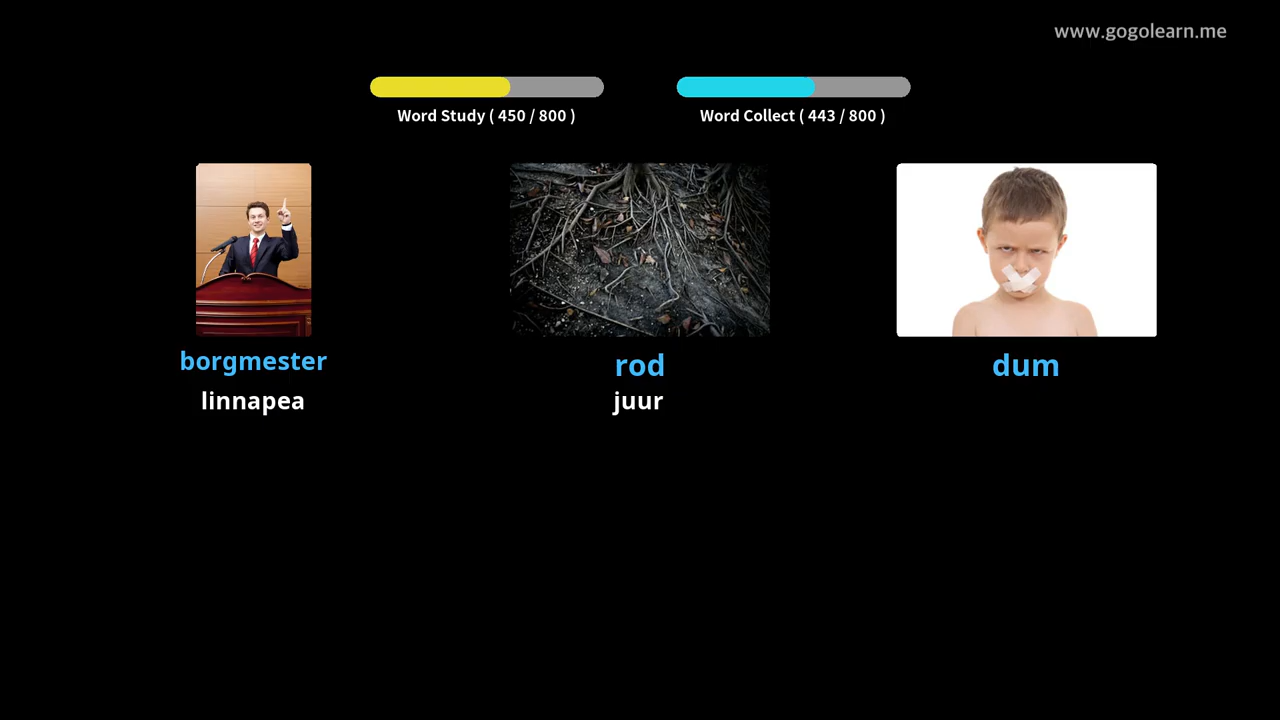 www.gogolearn.me
Word Study ( 450 / 800 )
Word Collect ( 443 / 800 )
borgmester
rod
dum
linnapea
juur